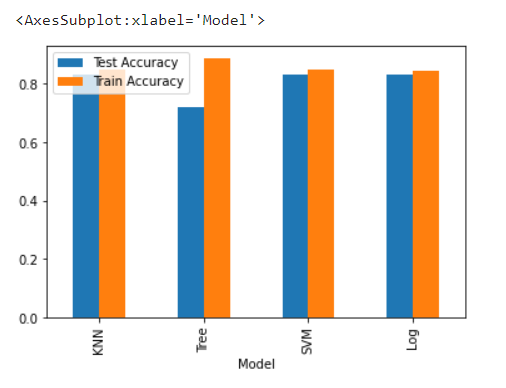 <AxesSubplot:xlabel='Model'>
Test Accuracy
Train Accuracy
0.8
0.6
0.4
0.2
0.0
KNN
Tree
SVM
Log
Model